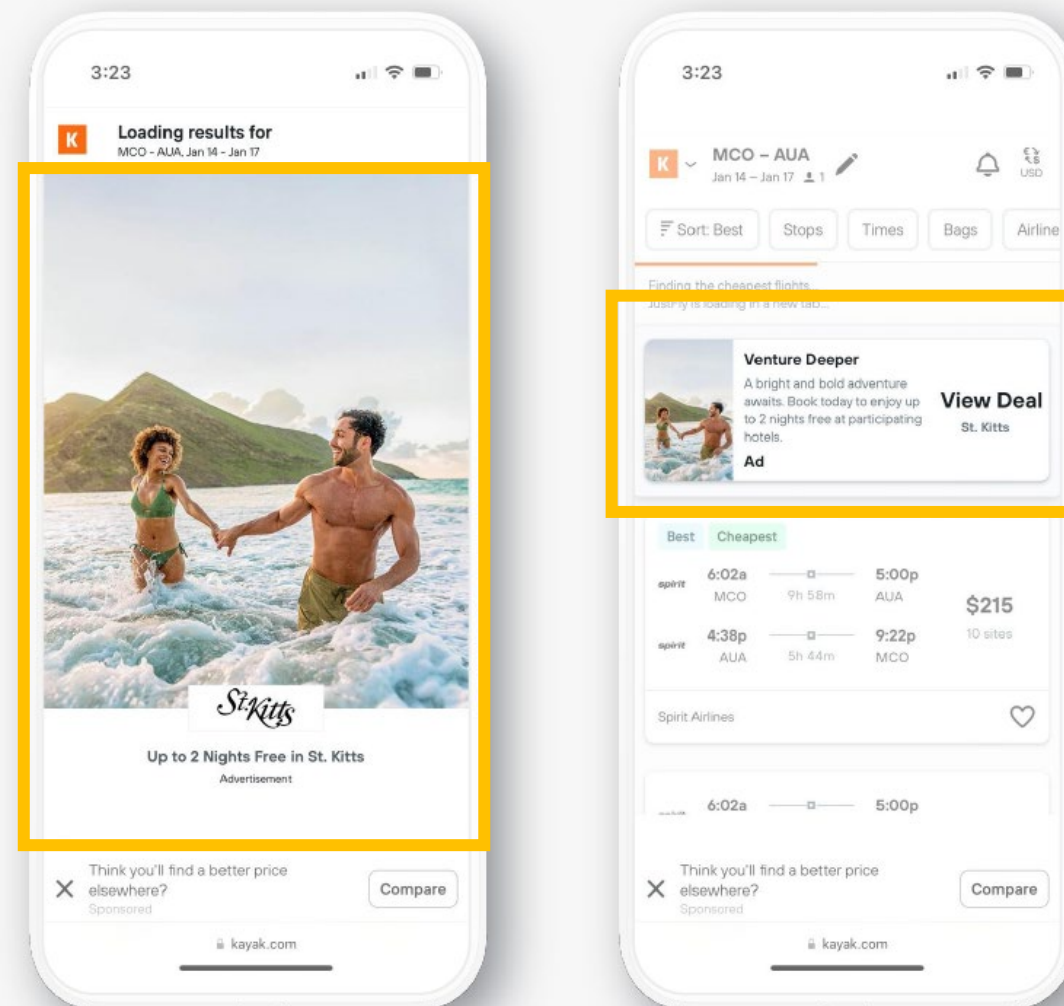 3:23
K
Loading results for
MCO - AUA, Jan 14 - Jan 17
St. Kitts
Up to 2 Nights Free in St. Kitts
Advertisement
Think you'll find a better price
elsewhere?
Sponsored
Compare
kayak.com
3:23
K
MCO – AUA
Jan 14 – Jan 17 1
USD
Sort: Best
Stops
Times
Bags
Airline
Finding the cheapest flights...
JustFly is loading in a new tab...
Venture Deeper
A bright and bold adventure
awaits. Book today to enjoy up
to 2 nights free at participating
hotels.
Ad
View Deal
St. Kitts
Best
Cheapest
spirit
6:02a
5:00p
MCO
9h 58m
AUA
$215
10 sites
spirit
4:38p
9:22p
AUA
5h 44m
MCO
Spirit Airlines
6:02a
5:00p
Think you'll find a better price
elsewhere?
Sponsored
Compare
kayak.com